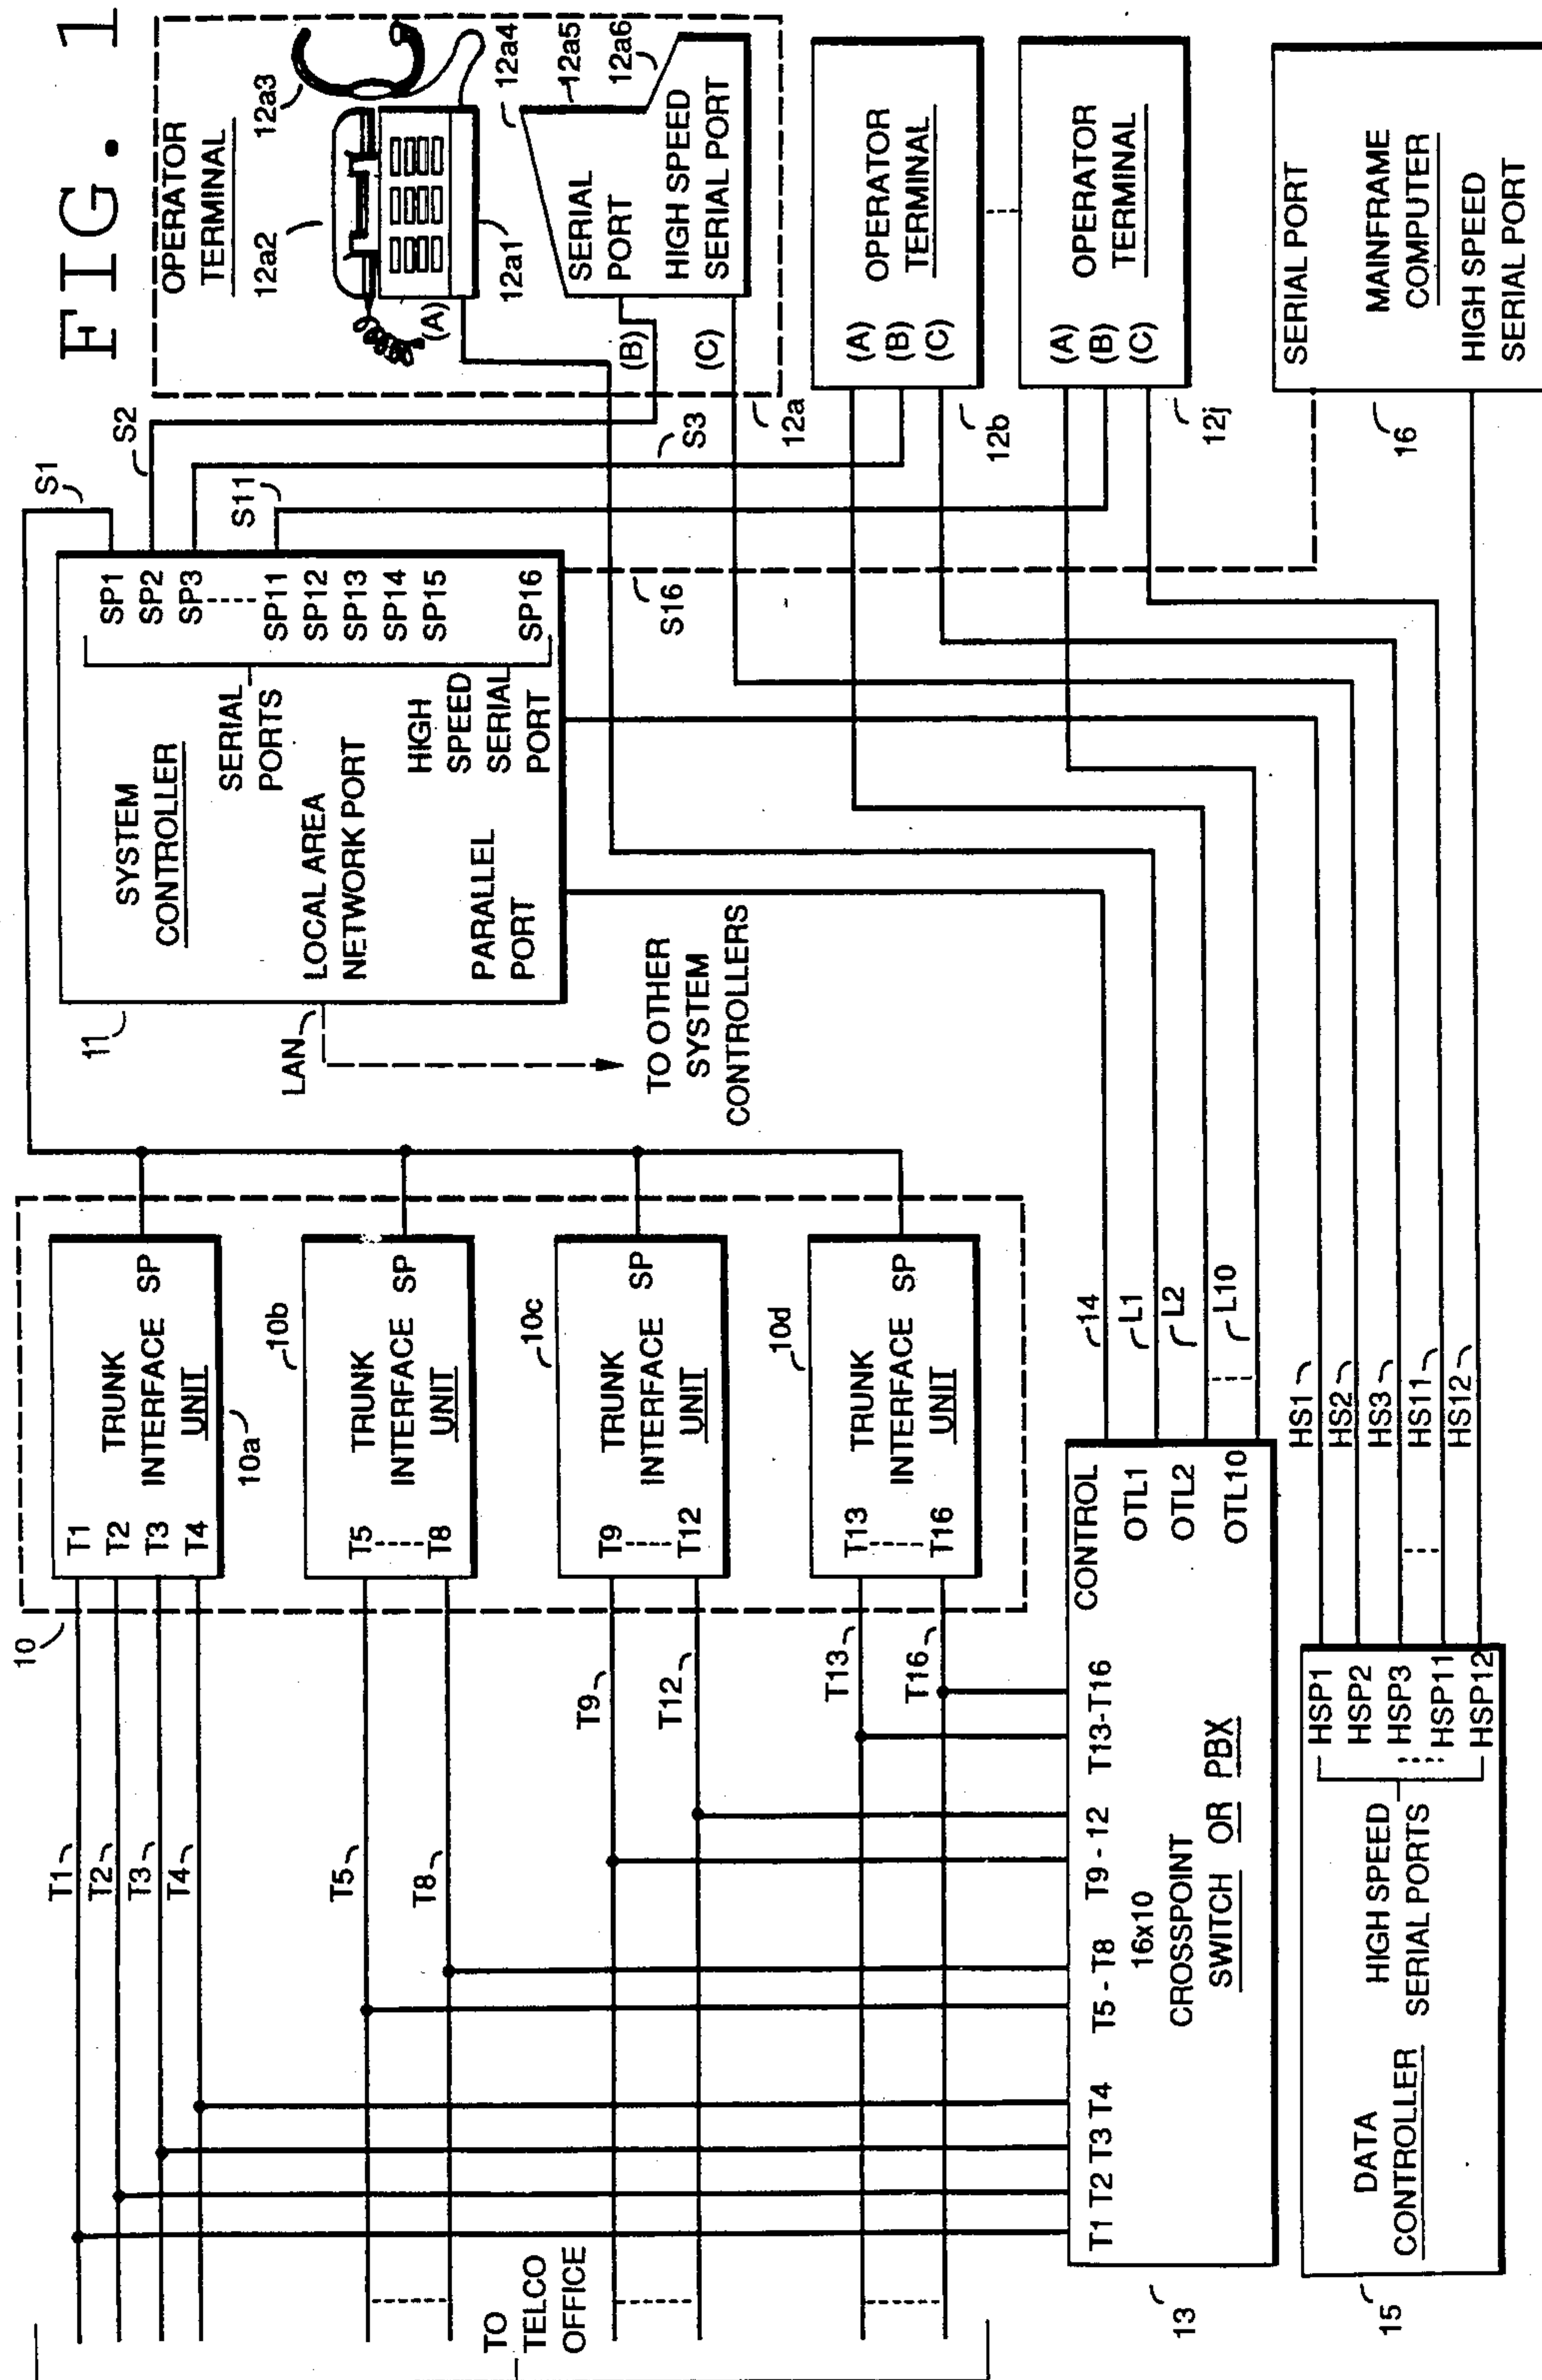 FIG. 1
T1
T2
T3
T4
T5
T8
T9
T12
T13
T16
TO
TELCO
OFFICE
10
T1
T2
T3
T4
TRUNK
INTERFACE
UNIT
SP
10a
T5
T8
TRUNK
INTERFACE
UNIT
SP
10b
T9
T12
TRUNK
INTERFACE
UNIT
SP
10c
T13
T16
TRUNK
INTERFACE
UNIT
SP
10d
11
SYSTEM
CONTROLLER
SERIAL
PORTS
LOCAL AREA
NETWORK PORT
HIGH
SPEED
SERIAL
PORT
PARALLEL
PORT
SP1
SP2
SP3
SP11
SP12
SP13
SP14
SP15
SP16
LAN
TO OTHER
SYSTEM
CONTROLLERS
S1
S2
S3
S11
S16
OPERATOR
TERMINAL
12a2
12a3
(A)
12a1
12a4
12a5
12a6
SERIAL
PORT
HIGH SPEED
SERIAL PORT
(B)
(C)
12a
OPERATOR
TERMINAL
(A)
(B)
(C)
12b
OPERATOR
TERMINAL
(A)
(B)
(C)
12j
SERIAL PORT
MAINFRAME
COMPUTER
HIGH SPEED
SERIAL PORT
16
T1 T2 T3 T4 T5 - T8 T9 - 12 T13-T16 CONTROL
16x10
CROSSPOINT
SWITCH OR PBX
OTL1
OTL2
OTL10
13
14
L1
L2
L10
DATA
CONTROLLER
HIGH SPEED
SERIAL PORTS
HSP1
HSP2
HSP3
HSP11
HSP12
15
HS1
HS2
HS3
HS11
HS12